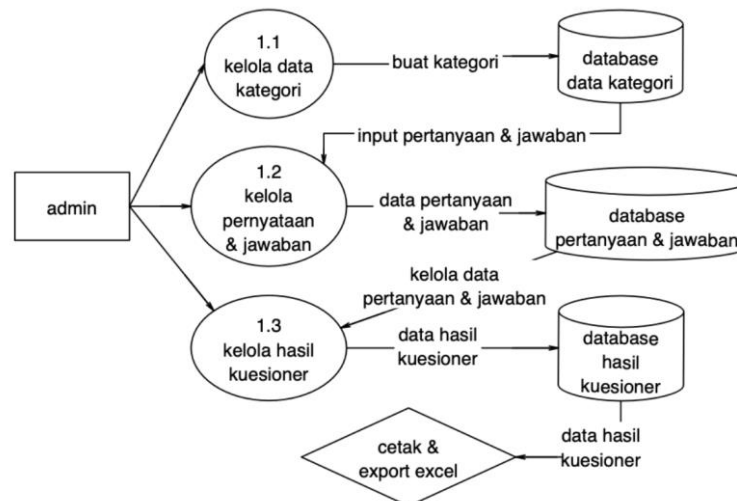 1.1
kelola data
kategori
buat kategori
database
data kategori
input pertanyaan & jawaban
admin
1.2
kelola
pernyataan
& jawaban
data pertanyaan
& jawaban
database
pertanyaan & jawaban
kelola data
pertanyaan & jawaban
1.3
kelola hasil
kuesioner
data hasil
kuesioner
database
hasil
kuesioner
data hasil
kuesioner
cetak &
export excel